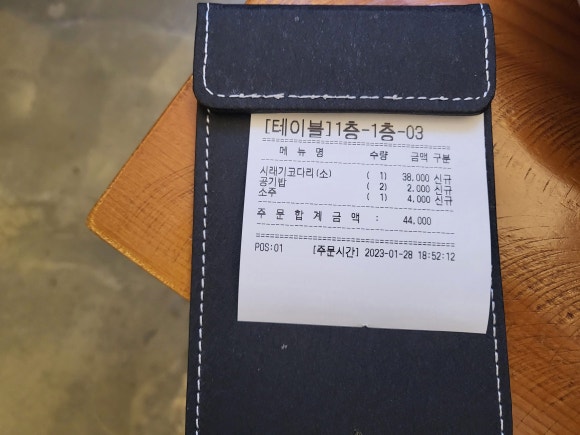 [테이블]1층-1층-03
메 뉴 명 수량 금액 구분
시래기코다리(소) ( 1) 38.000 신규
공기밥 ( 2) 2.000 신규
소주 ( 1) 4.000 신규
주 문 합 계 금 액 : 44.000
POS:01 [주문시간] 2023-01-28 18:52:12